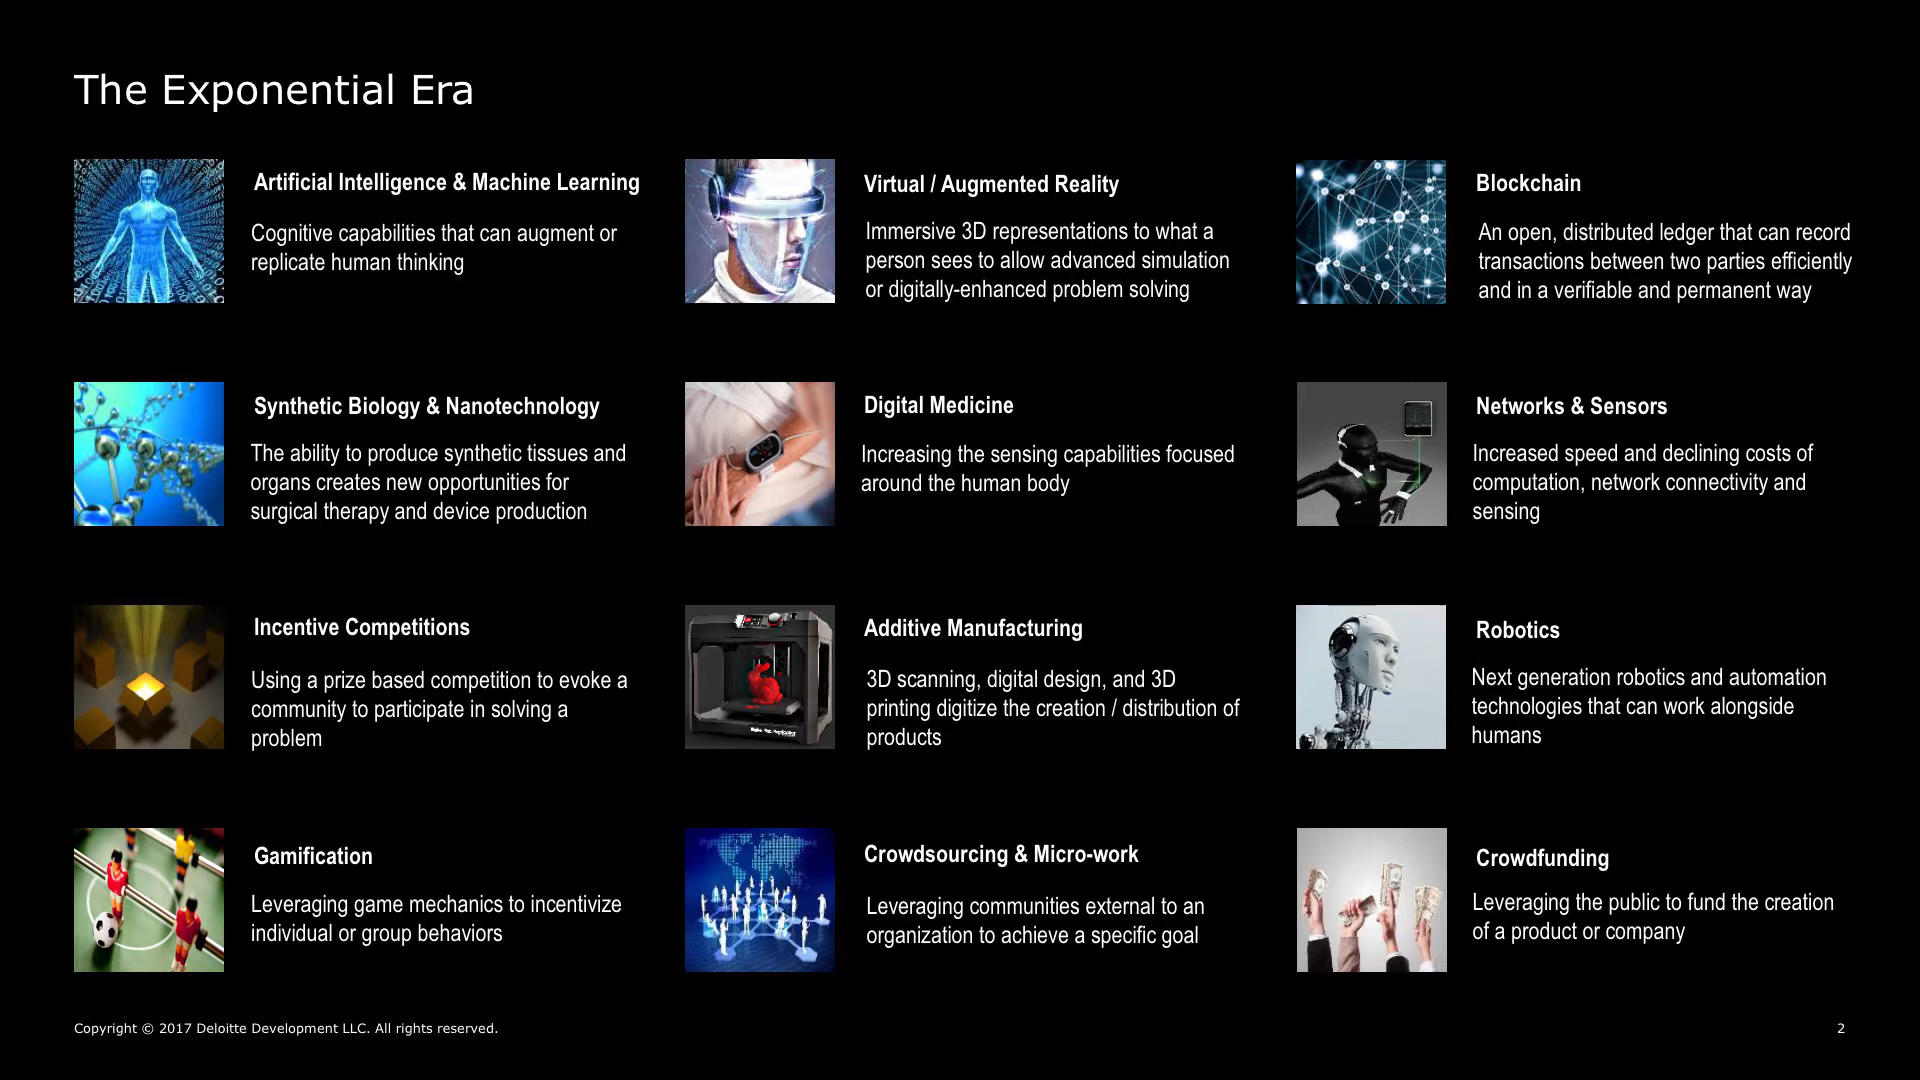 The Exponential Era
Artificial Intelligence & Machine Learning
Cognitive capabilities that can augment or
replicate human thinking
Virtual / Augmented Reality
Immersive 3D representations to what a
person sees to allow advanced simulation
or digitally-enhanced problem solving
Blockchain
An open, distributed ledger that can record
transactions between two parties efficiently
and in a verifiable and permanent way
Synthetic Biology & Nanotechnology
The ability to produce synthetic tissues and
organs creates new opportunities for
surgical therapy and device production
Digital Medicine
Increasing the sensing capabilities focused
around the human body
Networks & Sensors
Increased speed and declining costs of
computation, network connectivity and
sensing
Incentive Competitions
Using a prize based competition to evoke a
community to participate in solving a
problem
Additive Manufacturing
3D scanning, digital design, and 3D
printing digitize the creation / distribution of
products
Robotics
Next generation robotics and automation
technologies that can work alongside
humans
Gamification
Leveraging game mechanics to incentivize
individual or group behaviors
Crowdsourcing & Micro-work
Leveraging communities external to an
organization to achieve a specific goal
Crowdfunding
Leveraging the public to fund the creation
of a product or company
Copyright © 2017 Deloitte Development LLC. All rights reserved.
2